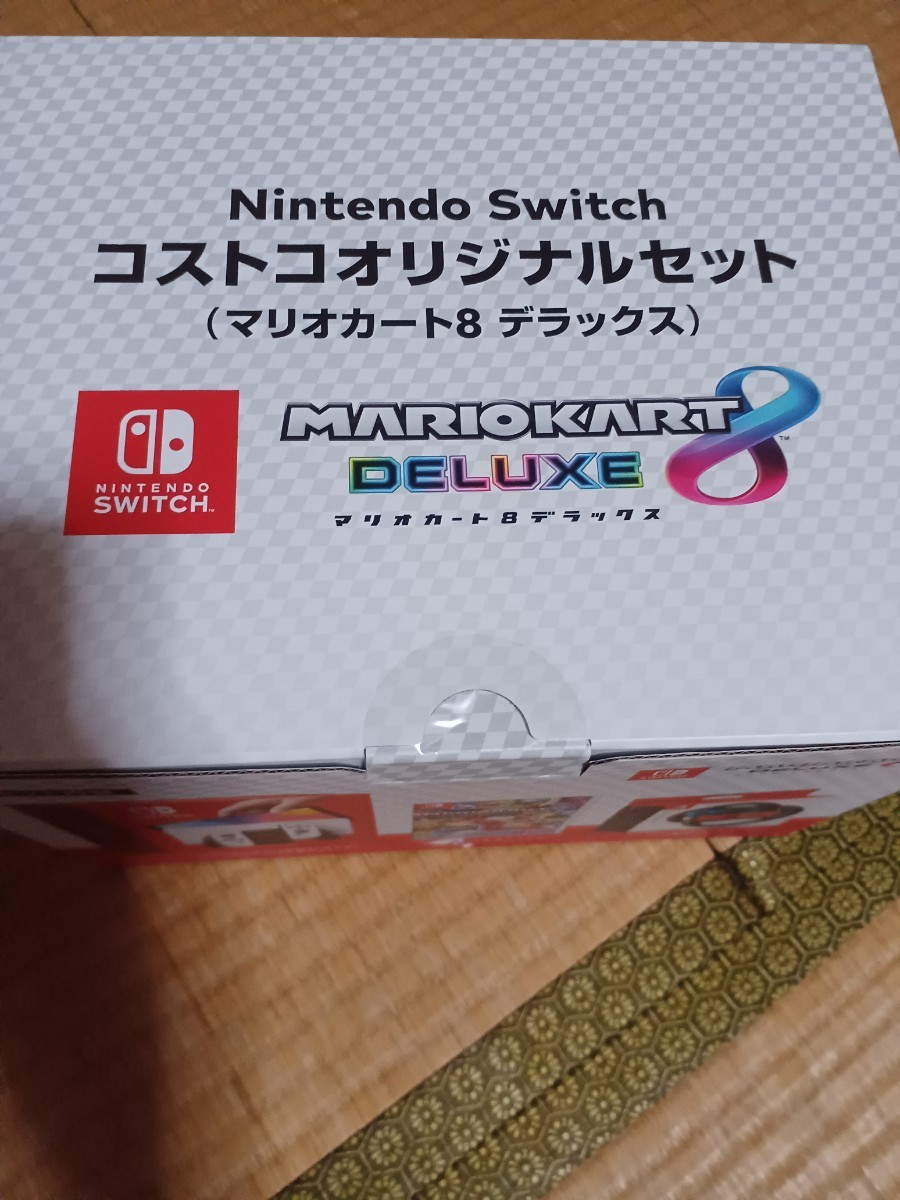 Nintendo Switch
コストコオリジナルセット
（マリオカート8 デラックス）
NINTENDO
SWITCH™
MARIOKART 8™
DELUXE
マリオカート8デラックス